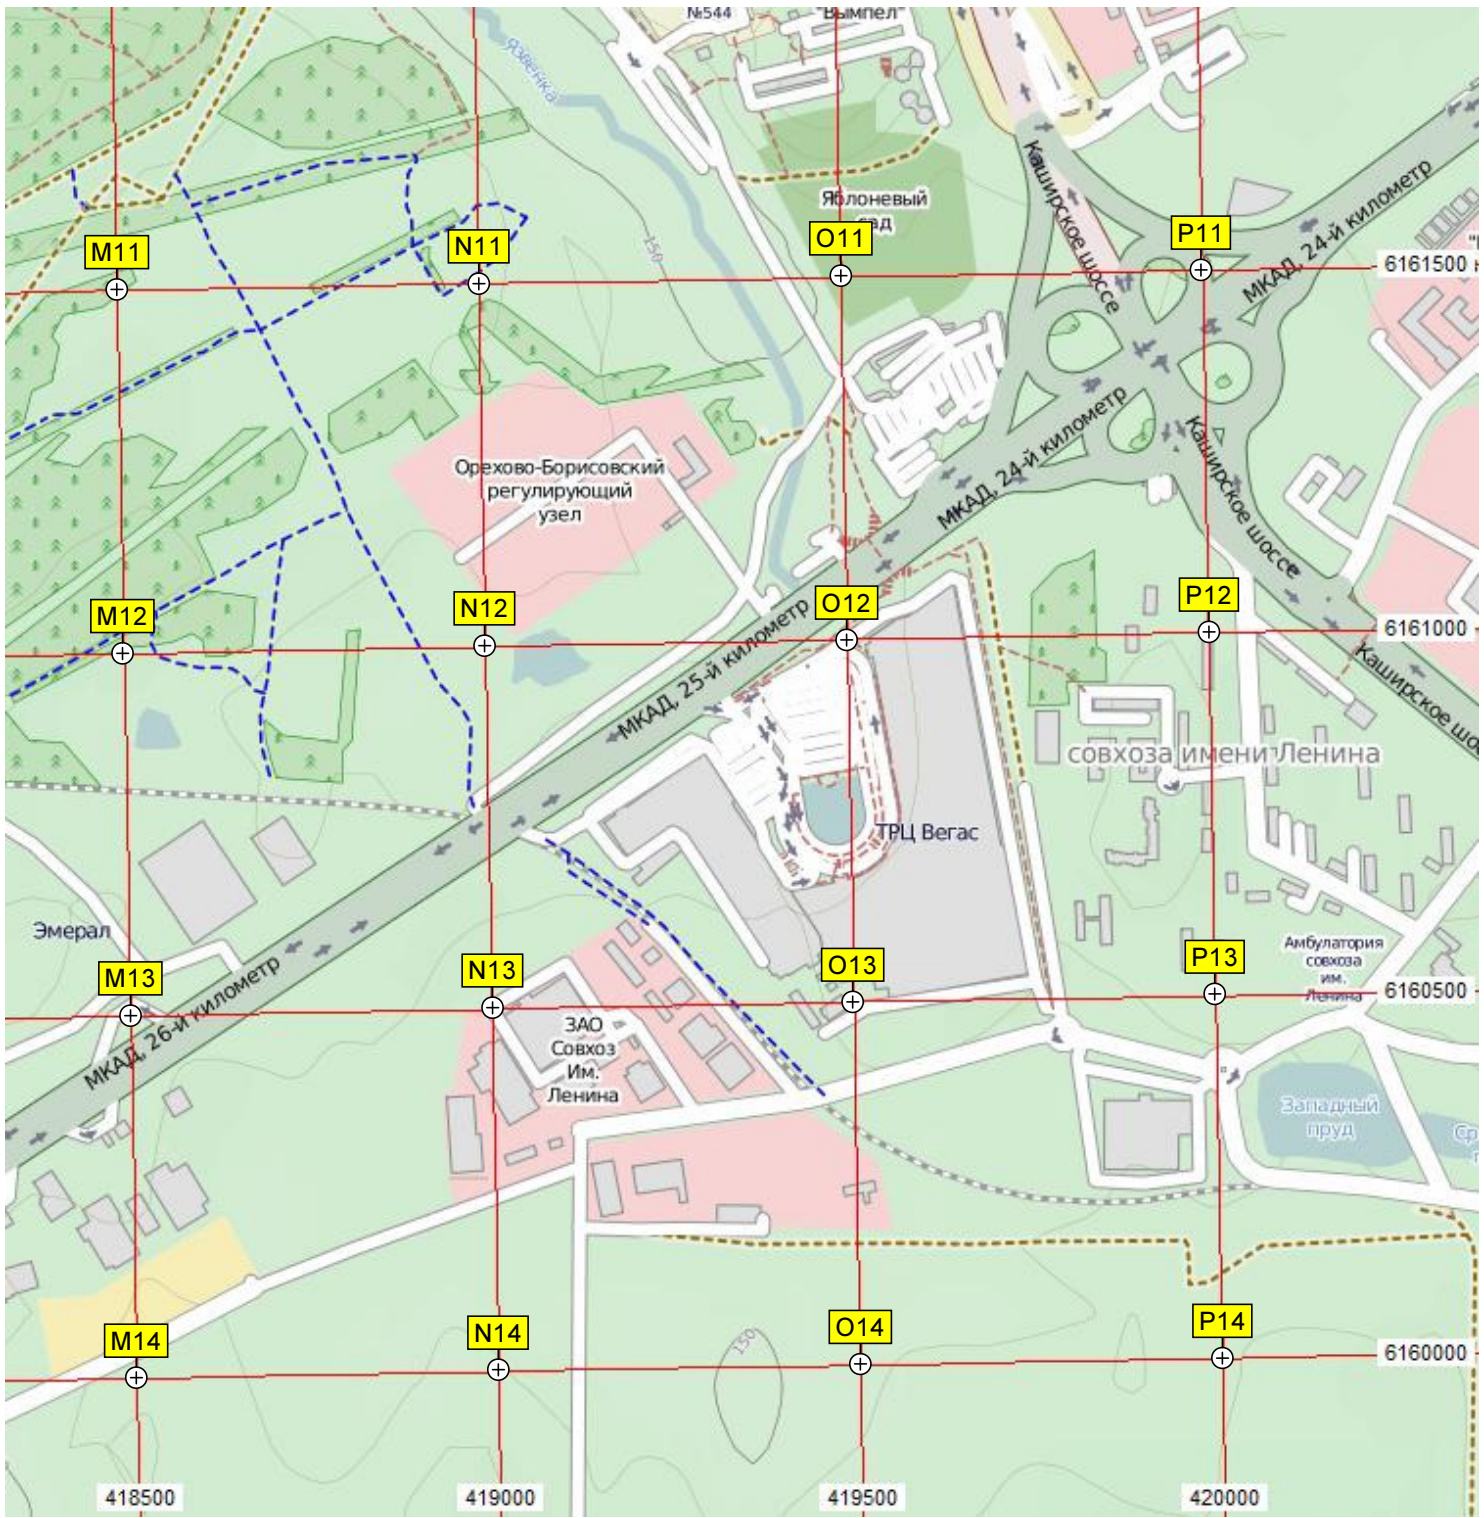 №544
"Вымпел"
Язвенка
Каширское шоссе
МКАД, 24-й километр
Яблоневый
сад
150
M11
N11
O11
P11
6161500
МКАД, 24-й километр
Каширское шоссе
Орехово-Борисовский
регулирующий
узел
M12
N12
O12
P12
6161000
МКАД, 25-й километр
Каширское шоссе
совхоза имени Ленина
ТРЦ Вегас
Эмерал
Амбулатория
совхоза
им.
Ленина
M13
N13
O13
P13
6160500
МКАД, 26-й километр
ЗАО
Совхоз
Им.
Ленина
Западный
пруд
Ср
M14
N14
O14
P14
150
6160000
418500
419000
419500
420000